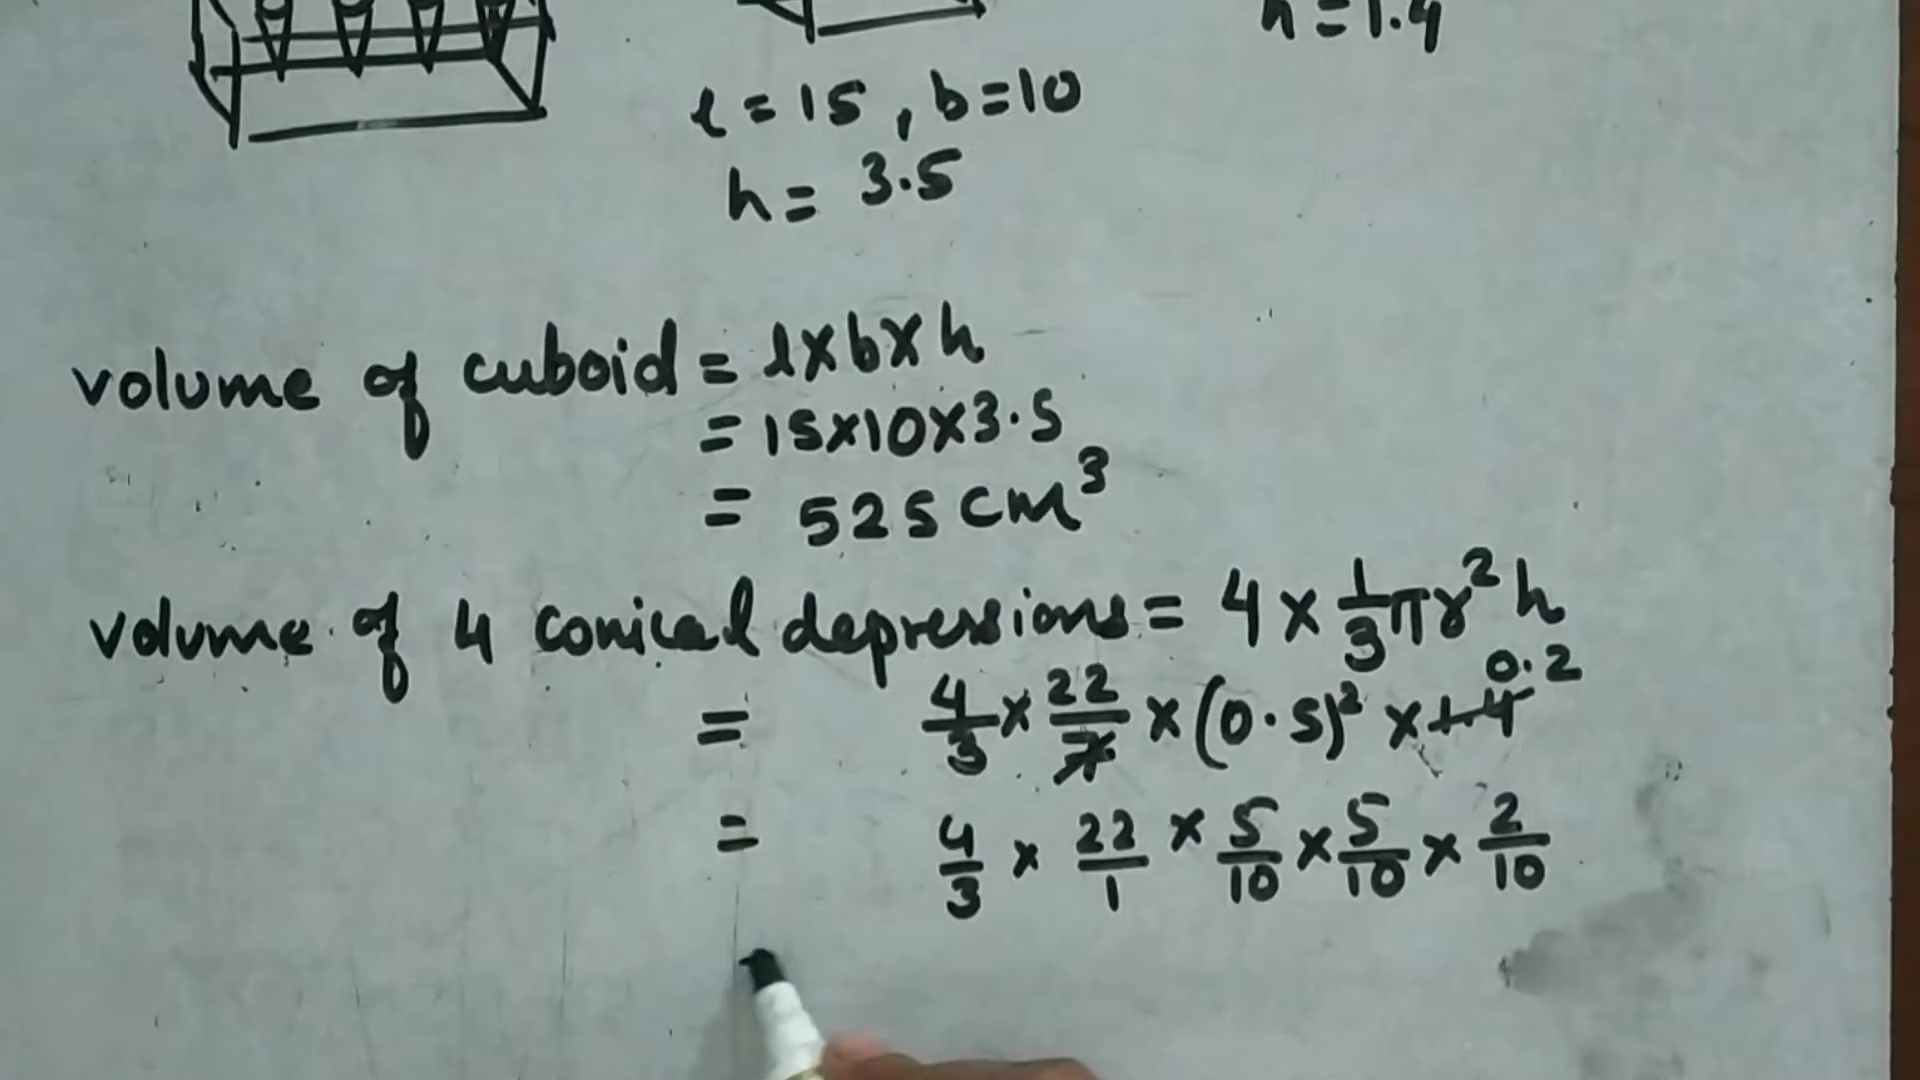 h = 1.4
l = 15 , b = 10
h = 3.5
volume of cuboid = l×b×h
= 15×10×3.5
= 525 cm³
volume of 4 conical depressions = 4 × 1/3 πr²h
= 4/3 × 22/7 × (0.5)² × 1.4 0.2
= 4/3 × 22/1 × 5/10 × 5/10 × 2/10